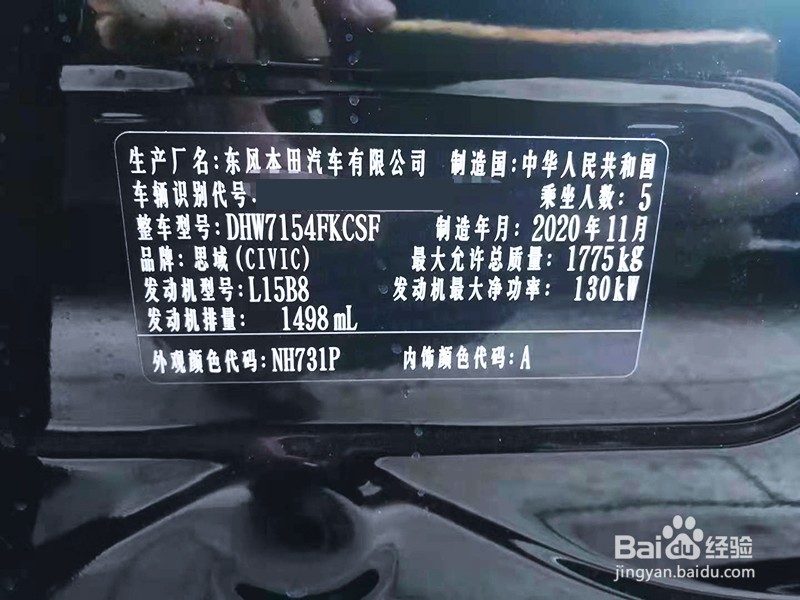 生产厂名:东风本田汽车有限公司 制造国:中华人民共和国
车辆识别代号: 乘坐人数: 5
整车型号: DHW7154FKCSF 制造年月: 2020年11月
品牌: 思域(CIVIC) 最大允许总质量: 1775kg
发动机型号: L15B8 发动机最大净功率: 130kW
发动机排量: 1498mL
外观颜色代码: NH731P 内饰颜色代码: A
Bai du 经验
jingyan.baidu.com